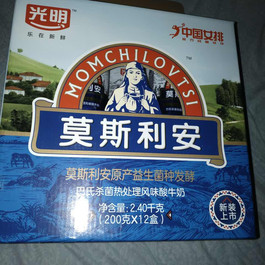 光明
乐在新鲜
中国女排
MOMCHILOVTSI
莫斯利安
莫斯利安原产益生菌种发酵
巴氏杀菌热处理风味酸牛奶
净含量:2.40千克
(200克X12盒)
新装上市